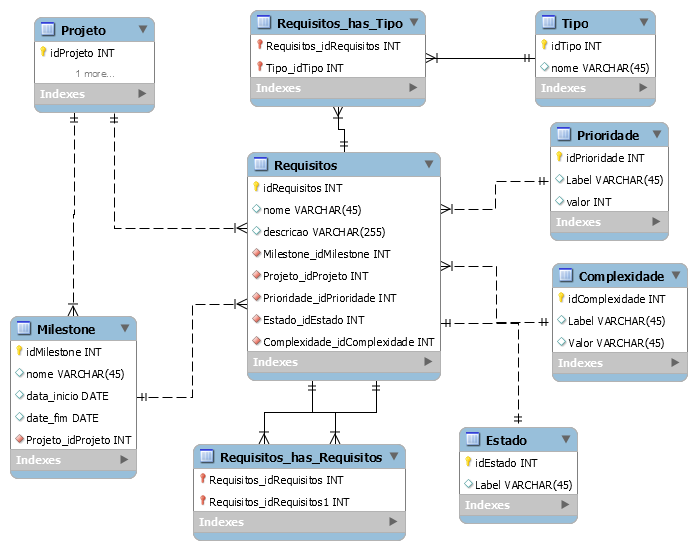 Projeto
idProjeto INT
1 more...
Indexes
Requisitos_has_Tipo
Requisitos_idRequisitos INT
Tipo_idTipo INT
Indexes
Tipo
idTipo INT
nome VARCHAR(45)
Indexes
Prioridade
idPrioridade INT
Label VARCHAR(45)
valor INT
Indexes
Requisitos
idRequisitos INT
nome VARCHAR(45)
descricao VARCHAR(255)
Milestone_idMilestone INT
Projeto_idProjeto INT
Prioridade_idPrioridade INT
Estado_idEstado INT
Complexidade_idComplexidade INT
Indexes
Complexidade
idComplexidade INT
Label VARCHAR(45)
Valor VARCHAR(45)
Indexes
Milestone
idMilestone INT
nome VARCHAR(45)
data_inicio DATE
date_fim DATE
Projeto_idProjeto INT
Indexes
Requisitos_has_Requisitos
Requisitos_idRequisitos INT
Requisitos_idRequisitos1 INT
Indexes
Estado
idEstado INT
Label VARCHAR(45)
Indexes